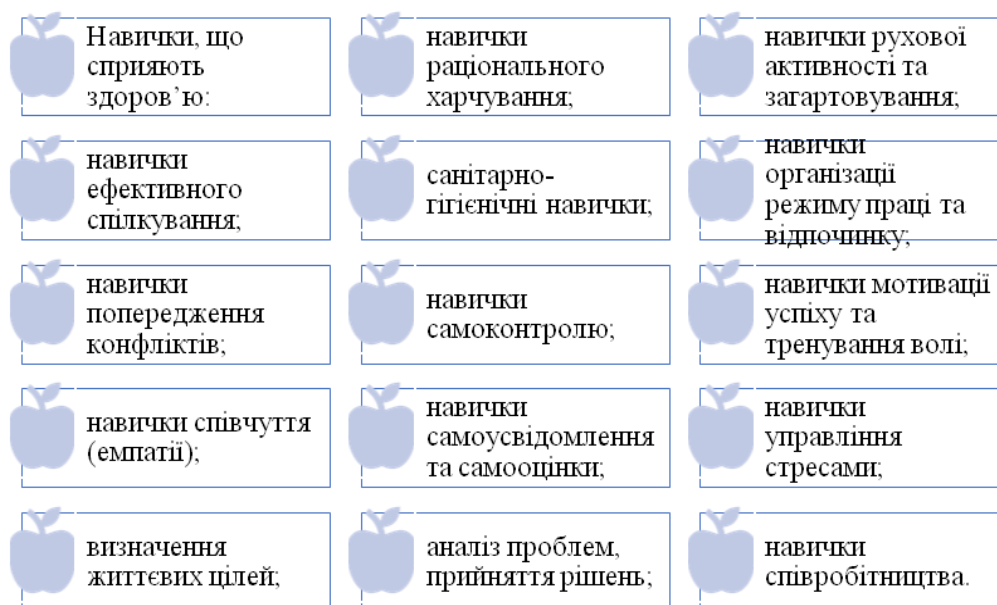 Навички, що
сприяють
здоров’ю:
навички
раціонального
харчування;
навички рухової
активності та
загартовування;
навички
ефективного
спілкування;
санітарно-
гігієнічні навички;
навички
організації
режиму праці та
відпочинку;
навички
попередження
конфліктів;
навички
самоконтролю;
навички мотивації
успіху та
тренування волі;
навички співчуття
(емпатії);
навички
самоусвідомлення
та самооцінки;
навички
управління
стресами;
визначення
життєвих цілей;
аналіз проблем,
прийняття рішень;
навички
співробітництва.